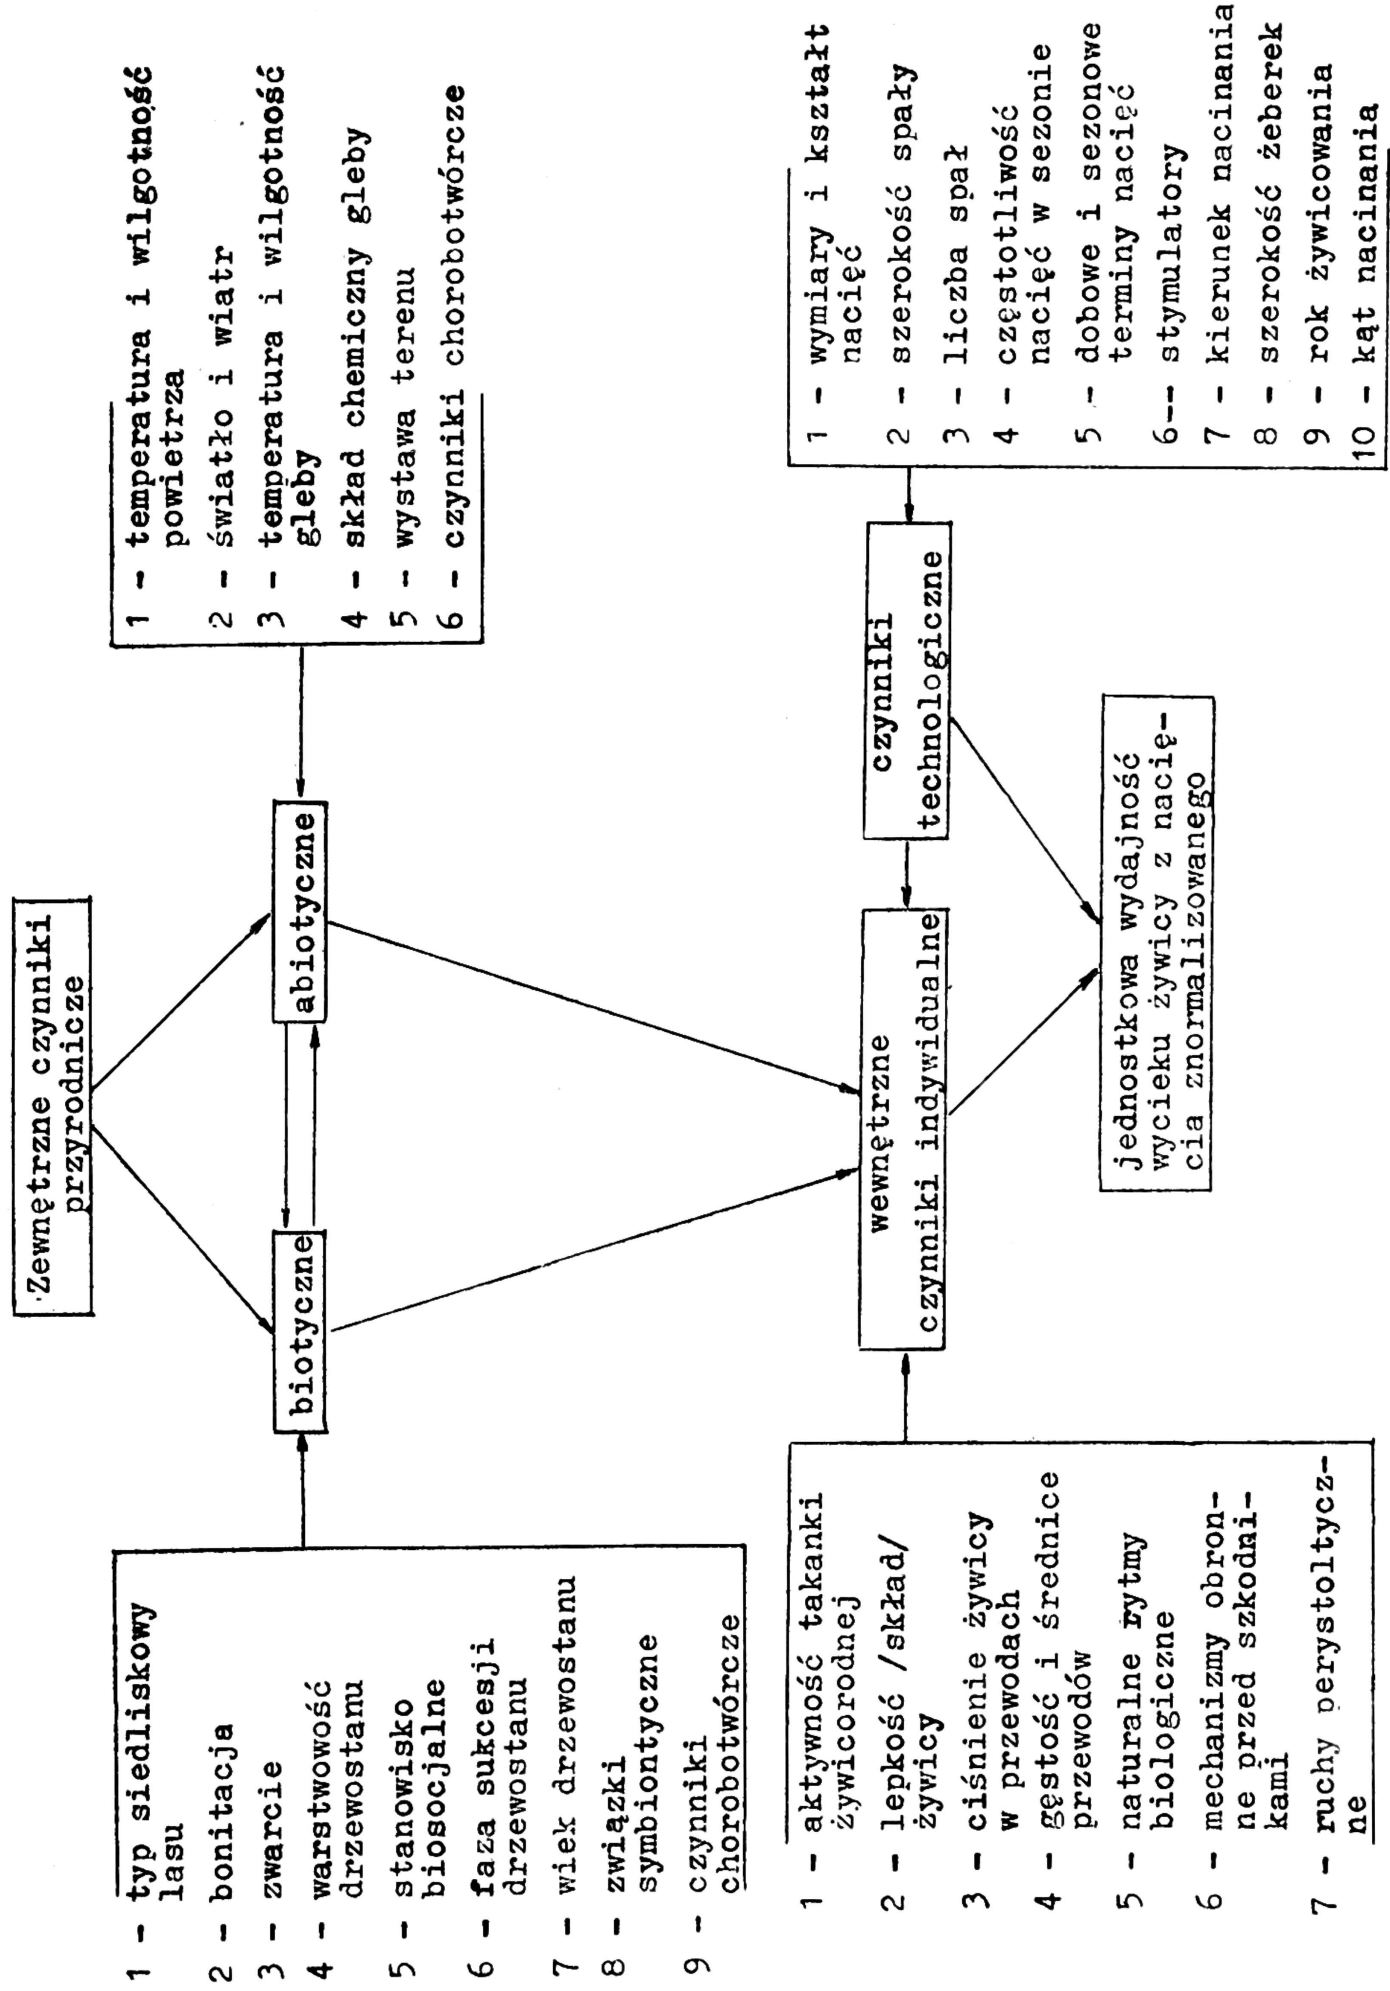 Zewnętrzne czynniki
przyrodnicze
biotyczne
abiotyczne
1 - typ siedliskowy
lasu
2 - bonitacja
3 - zwarcie
4 - warstwowość
drzewostanu
5 - stanowisko
biosocjalne
6 - faza sukcesji
drzewostanu
7 - wiek drzewostanu
8 - związki
symbiontyczne
9 - czynniki
chorobotwórcze
1 - temperatura i wilgotność
powietrza
2 - światło i wiatr
3 - temperatura i wilgotność
gleby
4 - skład chemiczny gleby
5 - wystawa terenu
6 - czynniki chorobotwórcze
1 - aktywność takanki
żywicorodnej
2 - lepkość /skład/
żywicy
3 - ciśnienie żywicy
w przewodach
4 - gęstość i średnice
przewodów
5 - naturalne rytmy
biologiczne
6 - mechanizmy obron-
ne przed szkodni-
kami
7 - ruchy perystoltycz-
ne
wewnętrzne
czynniki indywidualne
czynniki
technologiczne
1 - wymiary i kształt
nacięć
2 - szerokość spały
3 - liczba spał
4 - częstotliwość
nacięć w sezonie
5 - dobowe i sezonowe
terminy nacięć
6-- stymulatory
7 - kierunek nacinania
8 - szerokość żeberek
9 - rok żywicowania
10 - kąt nacinania
jednostkowa wydajność
wycieku żywicy z nacię-
cia znormalizowanego